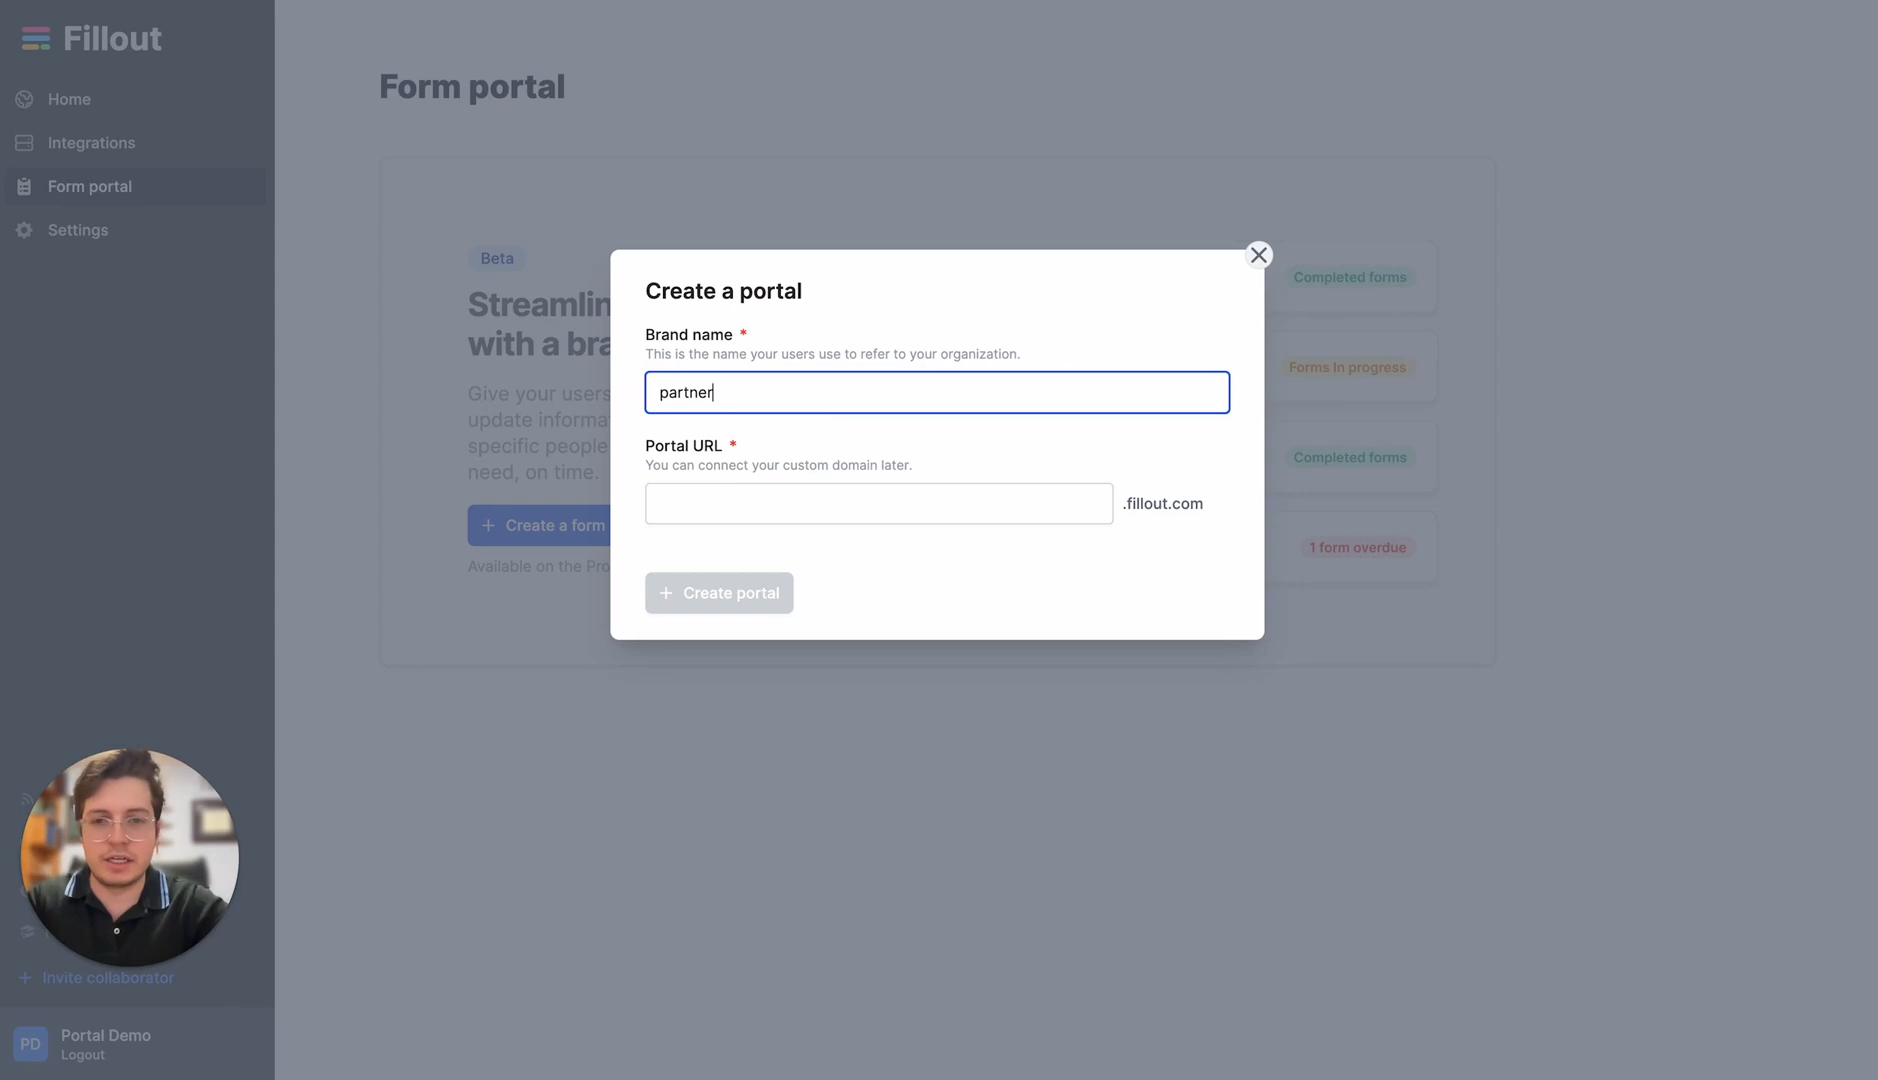 Fillout
Home
Integrations
Form portal
Settings
Invite collaborator
PD
Portal Demo
Logout
Form portal
Beta
Streamlin
with a bra
Give your users
update informa
specific people
need, on time.
+ Create a form
Available on the Pro
Completed forms
Forms In progress
Completed forms
1 form overdue
Create a portal
Brand name *
This is the name your users use to refer to your organization.
partner
Portal URL *
You can connect your custom domain later.
.fillout.com
+ Create portal